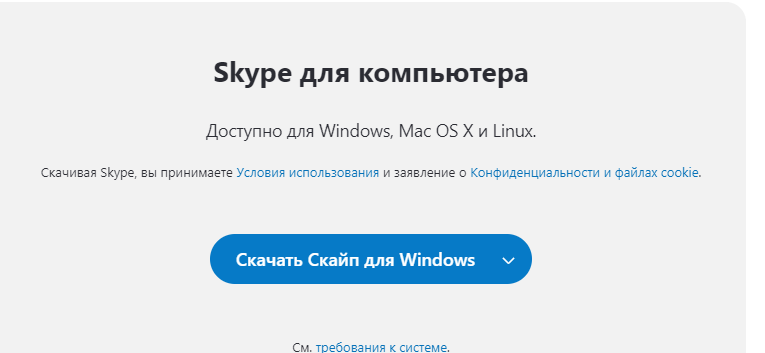 Skype для компьютера
Доступно для Windows, Mac OS X и Linux.
Скачивая Skype, вы принимаете Условия использования и заявление о Конфиденциальности и файлах cookie.
Скачать Скайп для Windows
См. требования к системе.